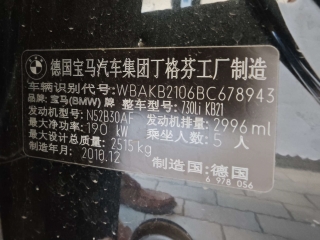 德国宝马汽车集团丁格芬工厂制造
车辆识别代号:WBAKB2106BC678943
品牌: 宝马(BMW) 牌 整车型号: 730Li KB21
发动机型号: N52B30AF 发动机排量: 2996 ml
最大净功率: 190 kW 乘坐人数: 5 人
最大设计总质量: 2515 kg
制造年月: 2010.12 制造国: 德国
6 978 056